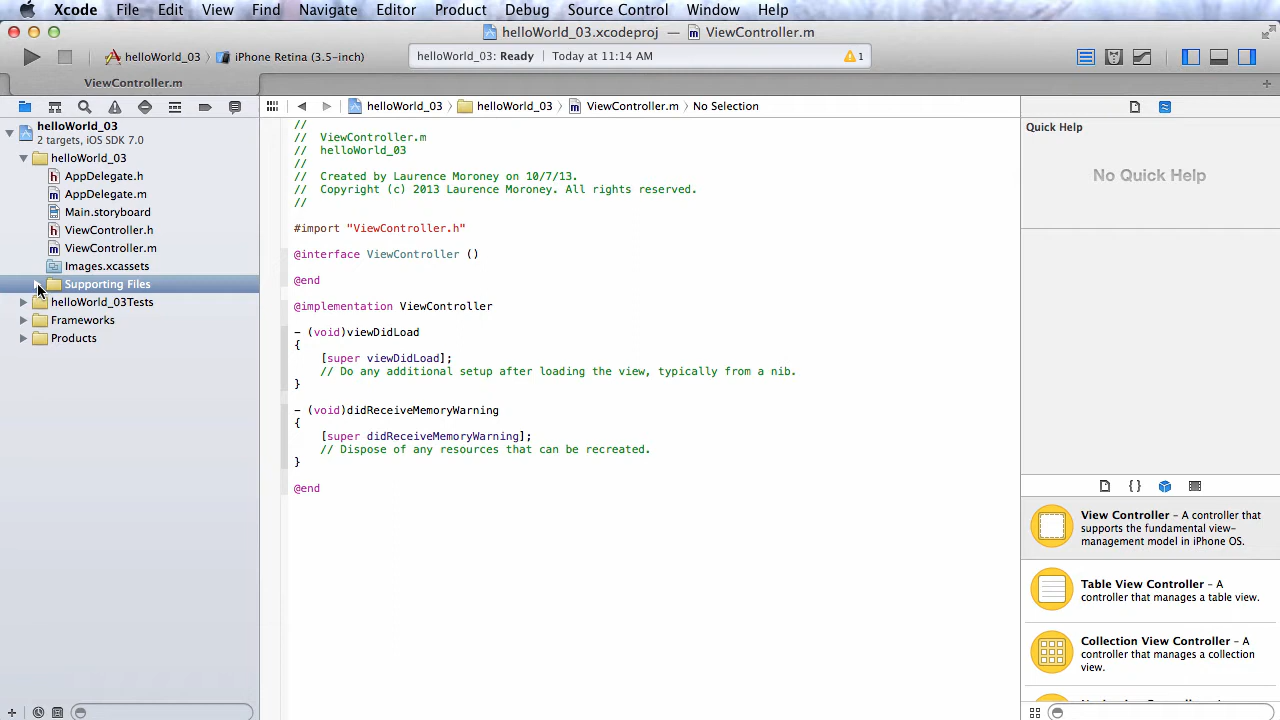 Xcode File Edit View Find Navigate Editor Product Debug Source Control Window Help
helloWorld_03.xcodeproj — ViewController.m
helloWorld_03 iPhone Retina (3.5-inch)
helloWorld_03: Ready Today at 11:14 AM 1
ViewController.m
helloWorld_03 helloWorld_03 ViewController.m No Selection
helloWorld_03
2 targets, iOS SDK 7.0
helloWorld_03
AppDelegate.h
AppDelegate.m
Main.storyboard
ViewController.h
ViewController.m
Images.xcassets
Supporting Files
helloWorld_03Tests
Frameworks
Products
//
// ViewController.m
// helloWorld_03
//
// Created by Laurence Moroney on 10/7/13.
// Copyright (c) 2013 Laurence Moroney. All rights reserved.
//
#import "ViewController.h"
@interface ViewController ()
@end
@implementation ViewController
- (void)viewDidLoad
{
[super viewDidLoad];
// Do any additional setup after loading the view, typically from a nib.
}
- (void)didReceiveMemoryWarning
{
[super didReceiveMemoryWarning];
// Dispose of any resources that can be recreated.
}
@end
Quick Help
No Quick Help
{ }
View Controller - A controller that
supports the fundamental view-
management model in iPhone OS.
Table View Controller - A
controller that manages a table view.
Collection View Controller - A
controller that manages a collection
view.